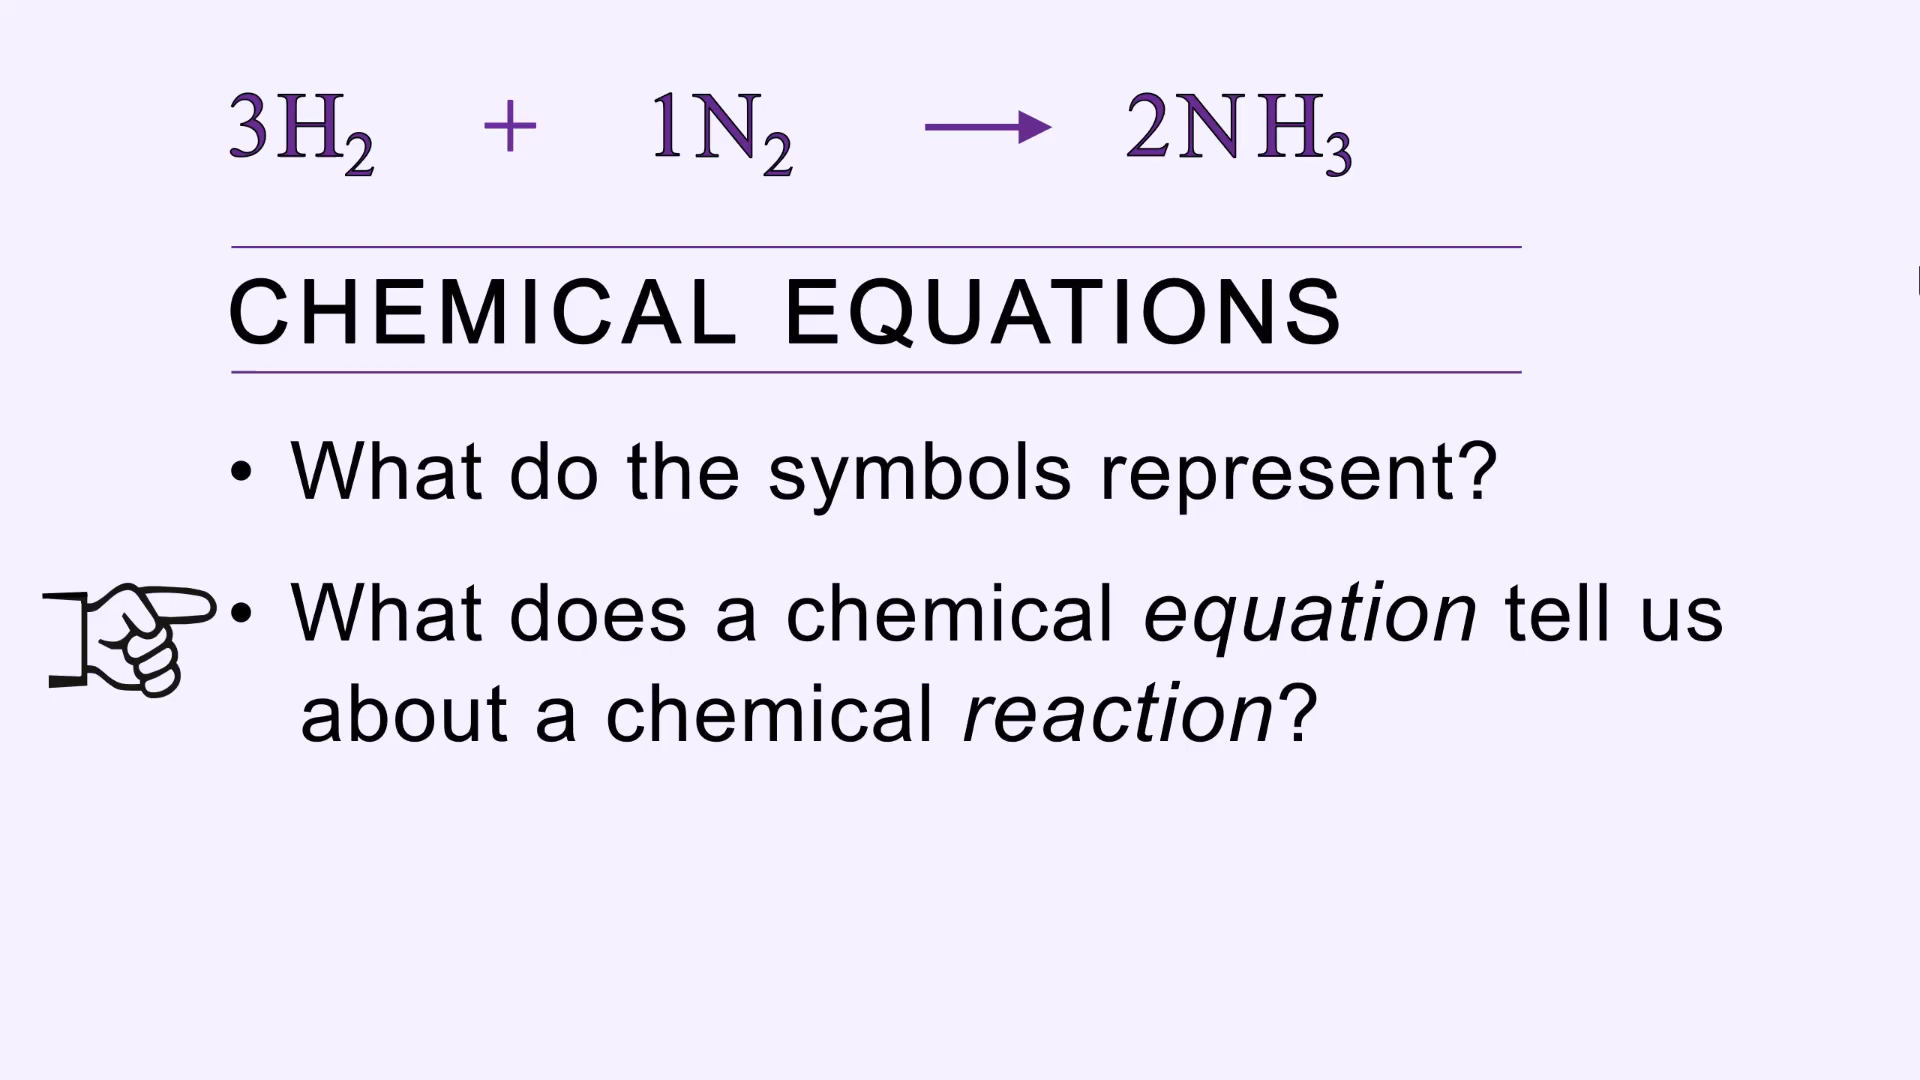 3H₂ + 1N₂ → 2NH₃
CHEMICAL EQUATIONS
• What do the symbols represent?
• What does a chemical equation tell us
about a chemical reaction?